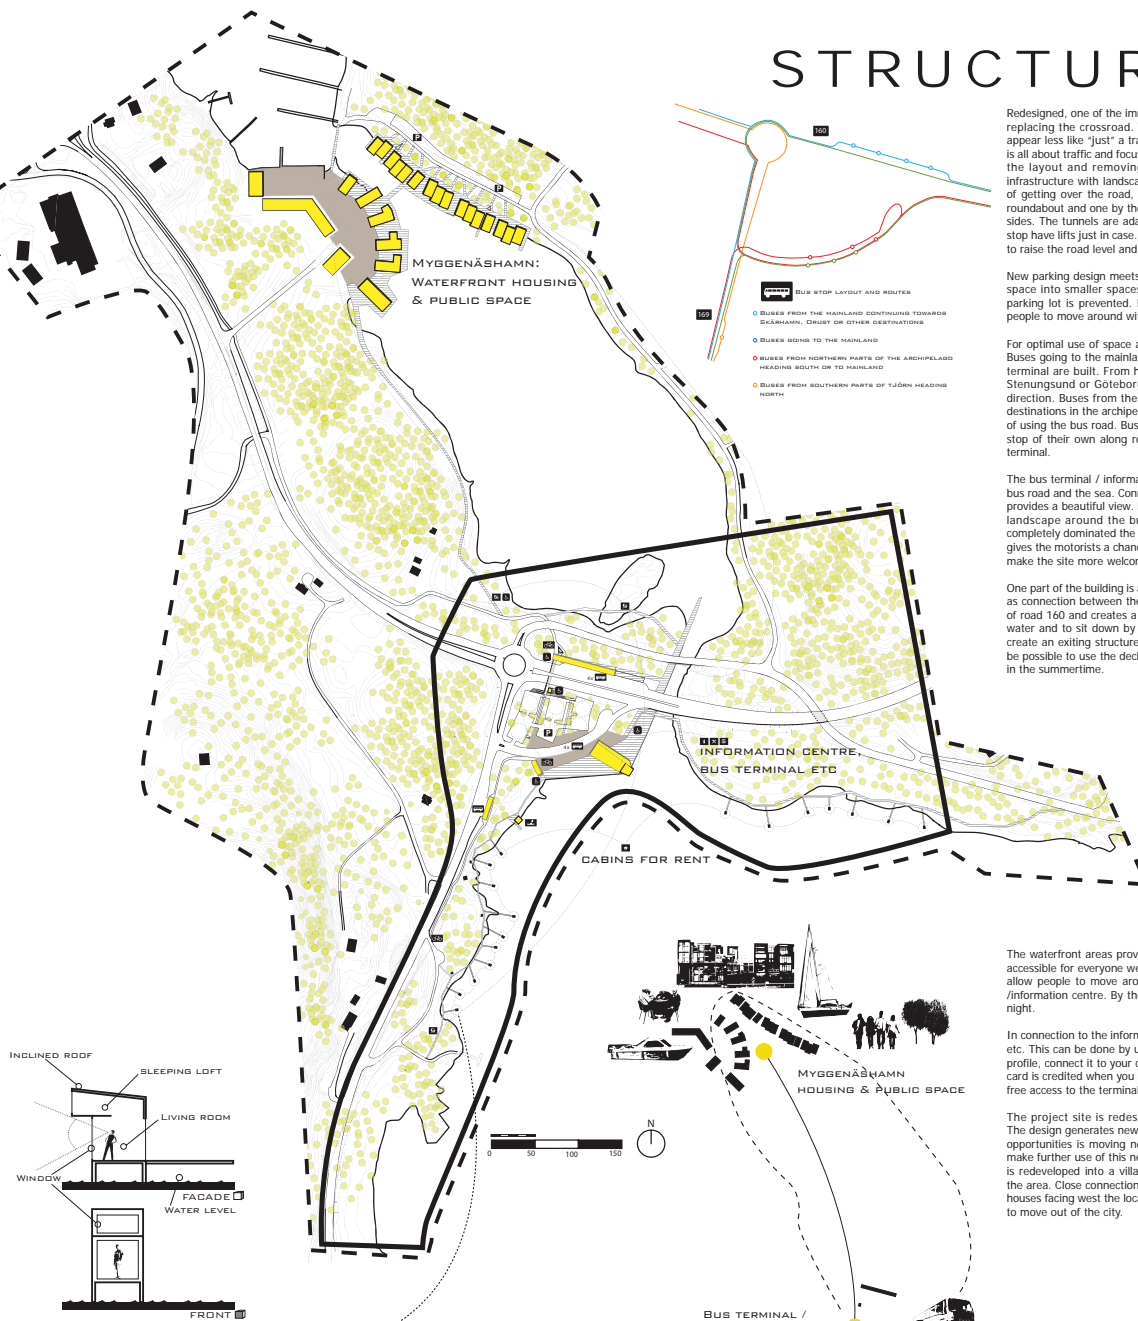 STRUCTUR
Redesigned, one of the im
replacing the crossroad.
appear less like "just" a tra
is all about traffic and focu
the layout and removing
infrastructure with landsca
of getting over the road,
roundabout and one by the
sides. The tunnels are ada
stop have lifts just in case.
to raise the road level and
New parking design meets
space into smaller spaces
parking lot is prevented.
people to move around wi
For optimal use of space a
Buses going to the mainla
terminal are built. From h
Stenungsund or Götebor
direction. Buses from the
destinations in the archipe
of using the bus road. Bus
stop of their own along ro
terminal.
The bus terminal / informa
bus road and the sea. Conn
provides a beautiful view.
landscape around the bu
completely dominated the
gives the motorists a chan
make the site more welcon
One part of the building is a
as connection between the
of road 160 and creates a
water and to sit down by
create an exiting structure
be possible to use the decl
in the summertime.
160
169
Bus stop layout and routes
Buses from the mainland continuing towards
Skärhamn, Orust or other destinations
Buses going to the mainland
buses from northern parts of the archipelago
heading south or to mainland
Buses from southern parts of Tjörn heading
north
P
P
Myggenäshamn:
Waterfront housing
& public space
4x
P
4x
Information centre,
bus terminal etc
cabins for rent
The waterfront areas prov
accessible for everyone we
allow people to move aro
/information centre. By th
night.
In connection to the inform
etc. This can be done by u
profile, connect it to your c
card is credited when you
free access to the terminal
The project site is redes
The design generates new
opportunities is moving ne
make further use of this ne
is redeveloped into a villa
the area. Close connection
houses facing west the loca
to move out of the city.
Myggenäshamn
housing & public space
N
0 50 100 150
Inclined roof
sleeping loft
Living room
Window
facade
Water level
front
Bus terminal /